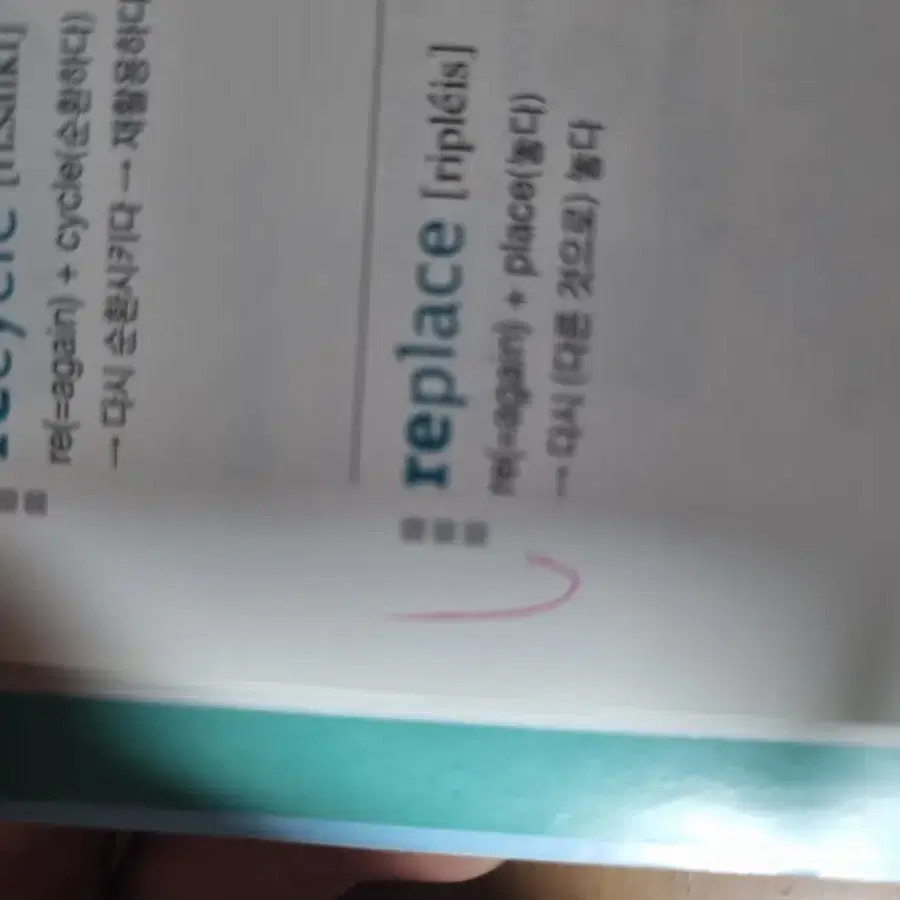 recycle
re(=again) + cycle(순환하다)
→ 다시 순환시키다 → 재활용하다
replace [ripléis]
re(=again) + place(놓다)
→ 다시 (다른 것으로) 놓다